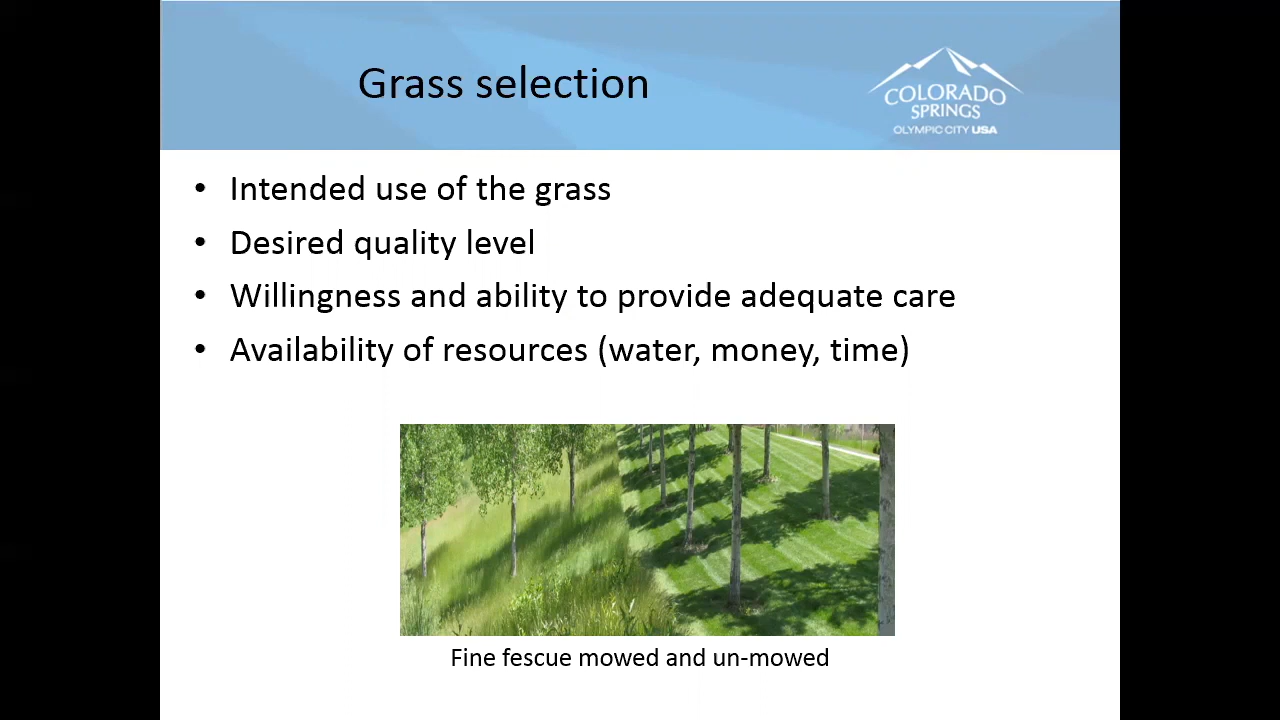 Grass selection
COLORADO
SPRINGS
OLYMPIC CITY USA
• Intended use of the grass
• Desired quality level
• Willingness and ability to provide adequate care
• Availability of resources (water, money, time)
Fine fescue mowed and un-mowed